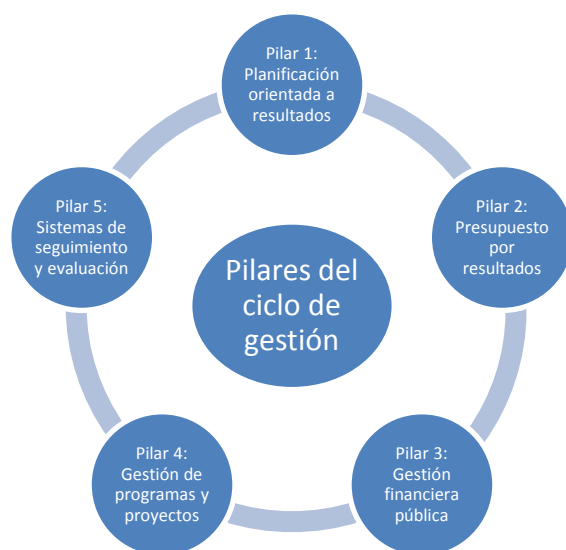 Pilar 1:
Planificación
orientada a
resultados
Pilar 2:
Presupuesto
por
resultados
Pilar 3:
Gestión
financiera
pública
Pilar 4:
Gestión de
programas y
proyectos
Pilar 5:
Sistemas de
seguimiento
y evaluación
Pilares del
ciclo de
gestión